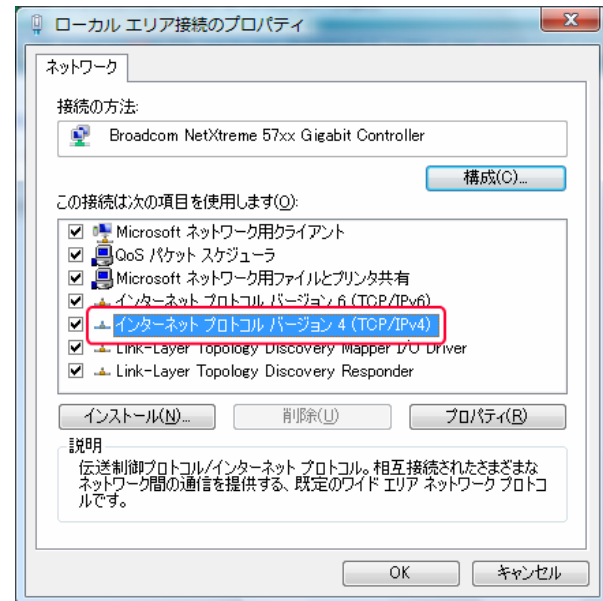 ローカル エリア接続のプロパティ
ネットワーク
接続の方法:
Broadcom NetXtreme 57xx Gigabit Controller
構成(C)...
この接続は次の項目を使用します(O):
Microsoft ネットワーク用クライアント
QoS パケット スケジューラ
Microsoft ネットワーク用ファイルとプリンタ共有
インターネット プロトコル バージョン 6 (TCP/IPv6)
インターネット プロトコル バージョン 4 (TCP/IPv4)
Link-Layer Topology Discovery Mapper I/O Driver
Link-Layer Topology Discovery Responder
インストール(N)... 削除(U) プロパティ(R)
説明
伝送制御プロトコル/インターネット プロトコル。相互接続されたさまざまな
ネットワーク間の通信を提供する、既定のワイド エリア ネットワーク プロトコ
ルです。
OK キャンセル